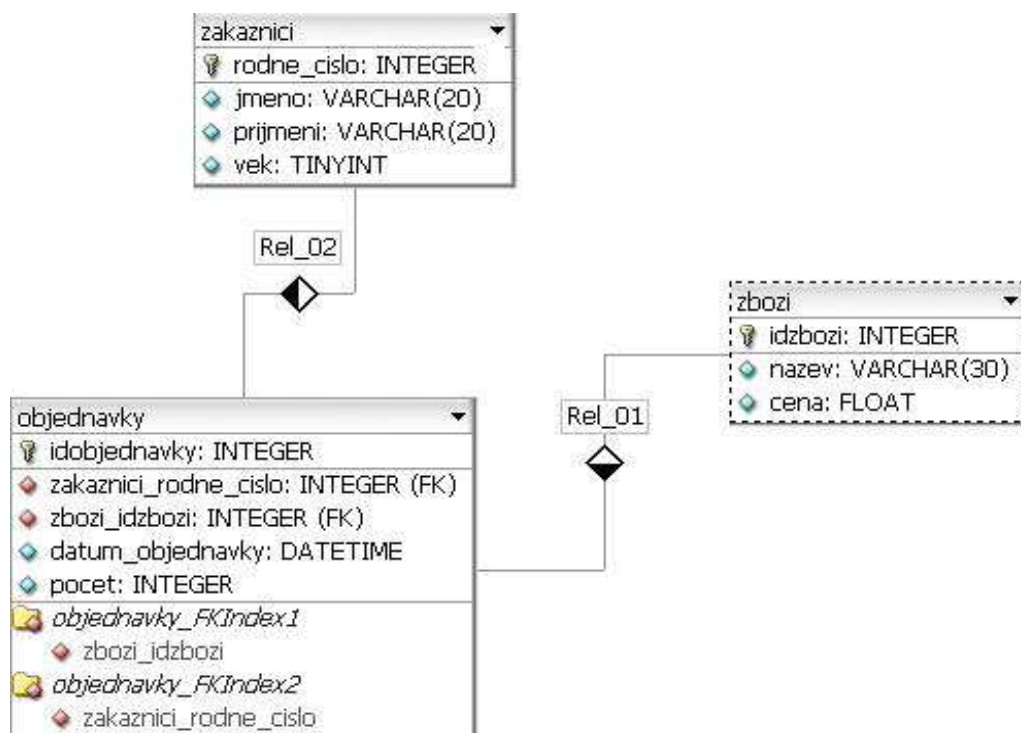 zakaznici
rodne_cislo: INTEGER
jmeno: VARCHAR(20)
prijmeni: VARCHAR(20)
vek: TINYINT
Rel_02
zbozi
idzbozi: INTEGER
nazev: VARCHAR(30)
cena: FLOAT
Rel_01
objednavky
idobjednavky: INTEGER
zakaznici_rodne_cislo: INTEGER (FK)
zbozi_idzbozi: INTEGER (FK)
datum_objednavky: DATETIME
pocet: INTEGER
objednavky_FKIndex1
zbozi_idzbozi
objednavky_FKIndex2
zakaznici_rodne_cislo